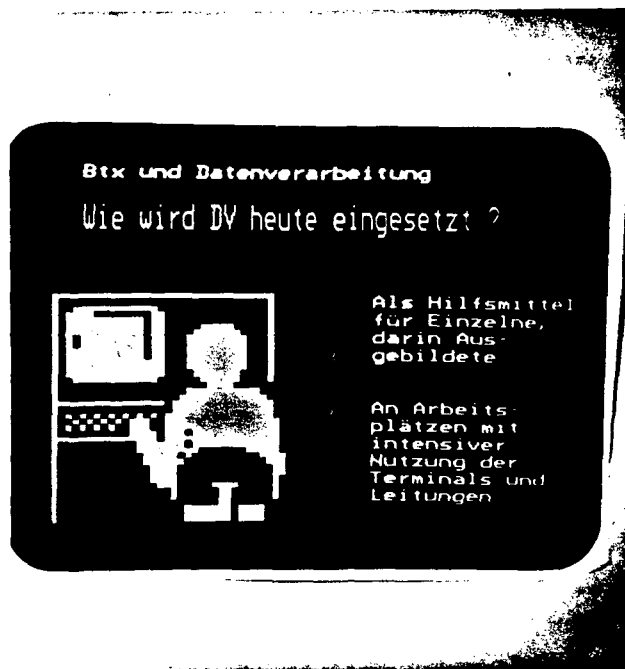 Btx und Datenverarbeitung
Wie wird DV heute eingesetzt ?
Als Hilfsmittel
für Einzelne,
darin Aus-
gebildete
An Arbeits-
plätzen mit
intensiver
Nutzung der
Terminals und
Leitungen